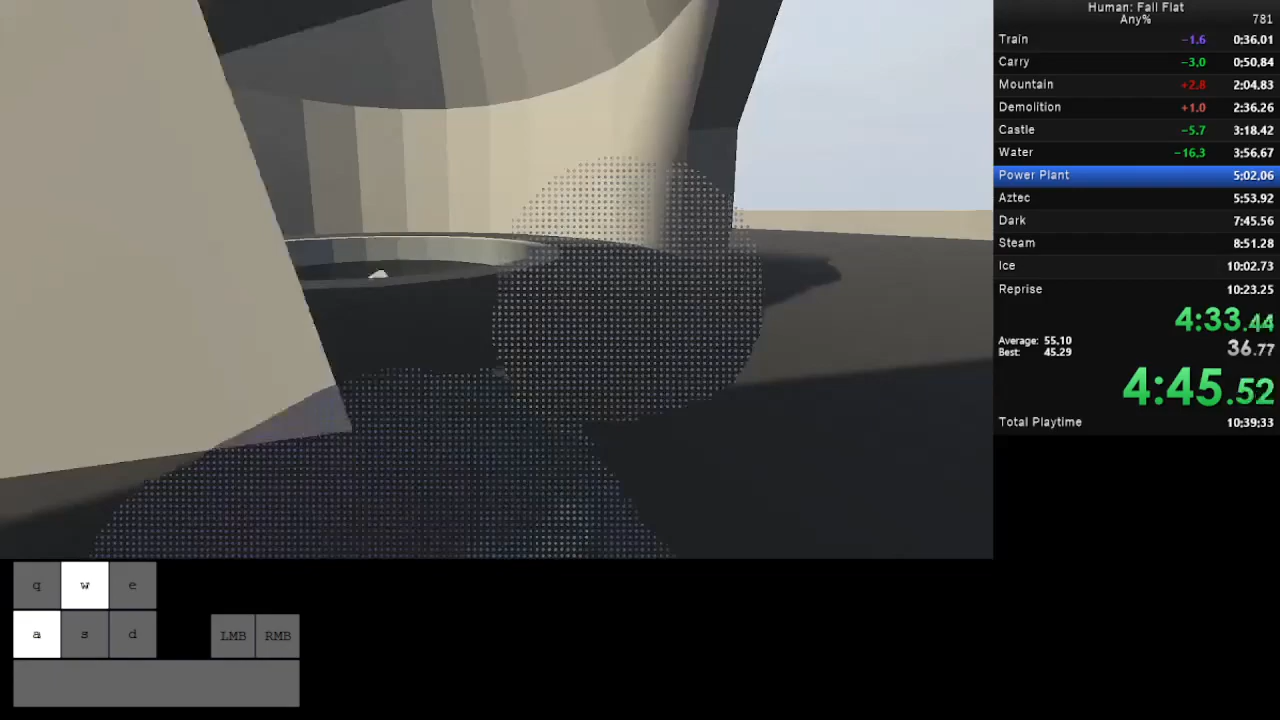 Human: Fall Flat
Any% 781
Train −1.6 0:36.01
Carry −3.0 0:50.84
Mountain +2.8 2:04.83
Demolition +1.0 2:36.26
Castle −5.7 3:18.42
Water −16.3 3:56.67
Power Plant 5:02.06
Aztec 5:53.92
Dark 7:45.56
Steam 8:51.28
Ice 10:02.73
Reprise 10:23.25
4:33.44
Average: 55.10
Best: 45.29
36.77
4:45.52
Total Playtime 10:39:33
q w e
a s d LMB RMB